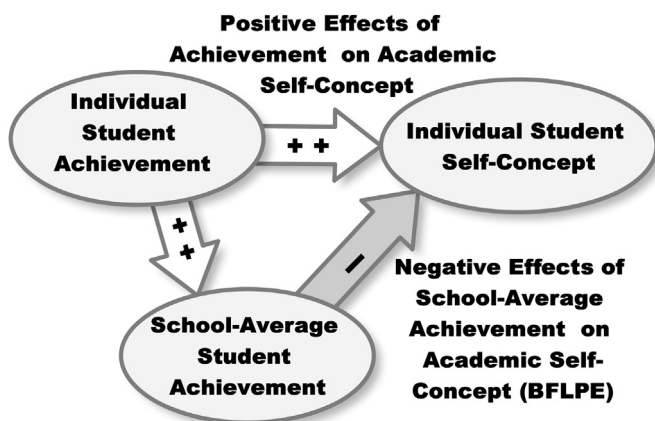 Positive Effects of
Achievement on Academic
Self-Concept
Individual
Student
Achievement
+ +
Individual Student
Self-Concept
+ +
–
School-Average
Student
Achievement
Negative Effects of
School-Average
Achievement on
Academic Self-
Concept (BFLPE)